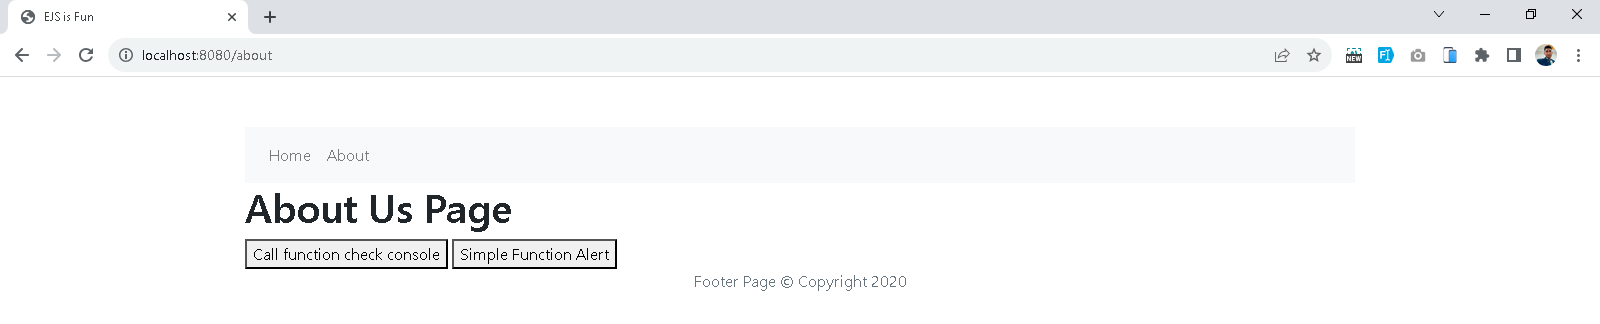 EJS is Fun
localhost:8080/about
NEW
Home About
About Us Page
Call function check console Simple Function Alert
Footer Page © Copyright 2020